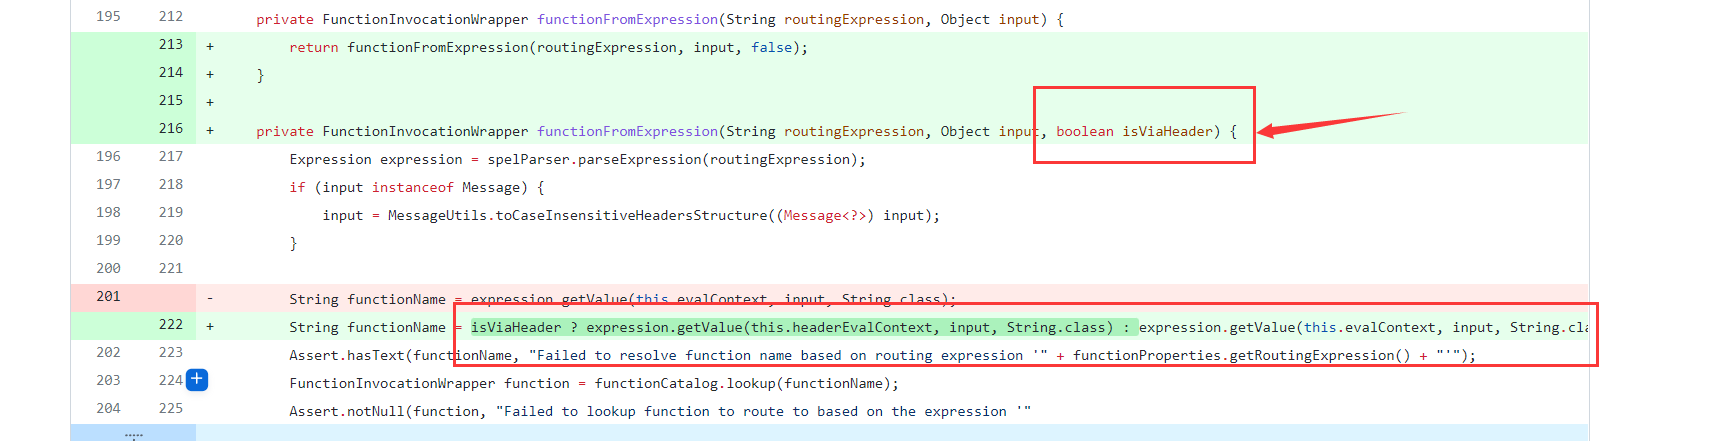 195 212 private FunctionInvocationWrapper functionFromExpression(String routingExpression, Object input) {
213 + return functionFromExpression(routingExpression, input, false);
214 + }
215 +
216 + private FunctionInvocationWrapper functionFromExpression(String routingExpression, Object input, boolean isViaHeader) {
196 217 Expression expression = spelParser.parseExpression(routingExpression);
197 218 if (input instanceof Message) {
198 219 input = MessageUtils.toCaseInsensitiveHeadersStructure((Message<?>) input);
199 220 }
200 221
201 - String functionName = expression.getValue(this.evalContext, input, String.class);
222 + String functionName = isViaHeader ? expression.getValue(this.headerEvalContext, input, String.class) : expression.getValue(this.evalContext, input, String.cla
202 223 Assert.hasText(functionName, "Failed to resolve function name based on routing expression '" + functionProperties.getRoutingExpression() + "'");
203 224 + FunctionInvocationWrapper function = functionCatalog.lookup(functionName);
204 225 Assert.notNull(function, "Failed to lookup function to route to based on the expression '"